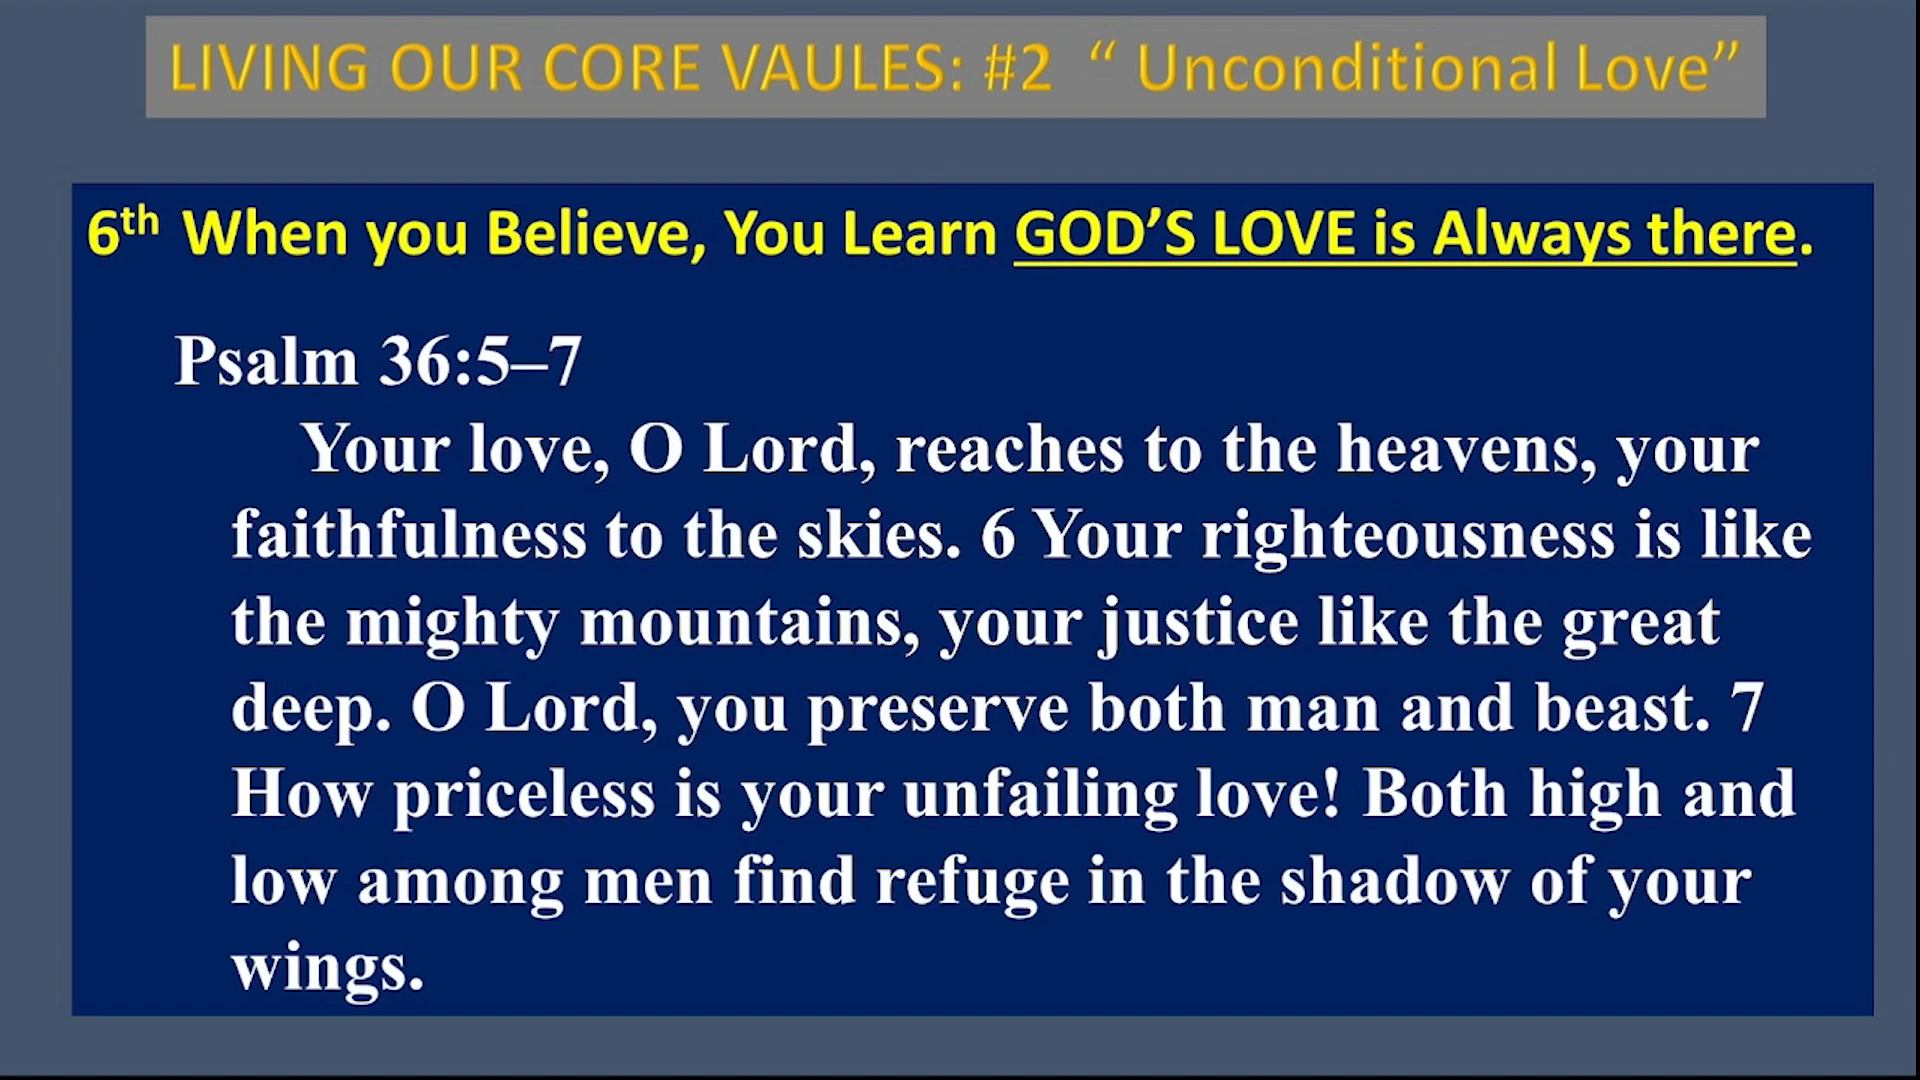 LIVING OUR CORE VAULES: #2 “ Unconditional Love”
6th When you Believe, You Learn GOD’S LOVE is Always there.
Psalm 36:5–7
Your love, O Lord, reaches to the heavens, your
faithfulness to the skies. 6 Your righteousness is like
the mighty mountains, your justice like the great
deep. O Lord, you preserve both man and beast. 7
How priceless is your unfailing love! Both high and
low among men find refuge in the shadow of your
wings.